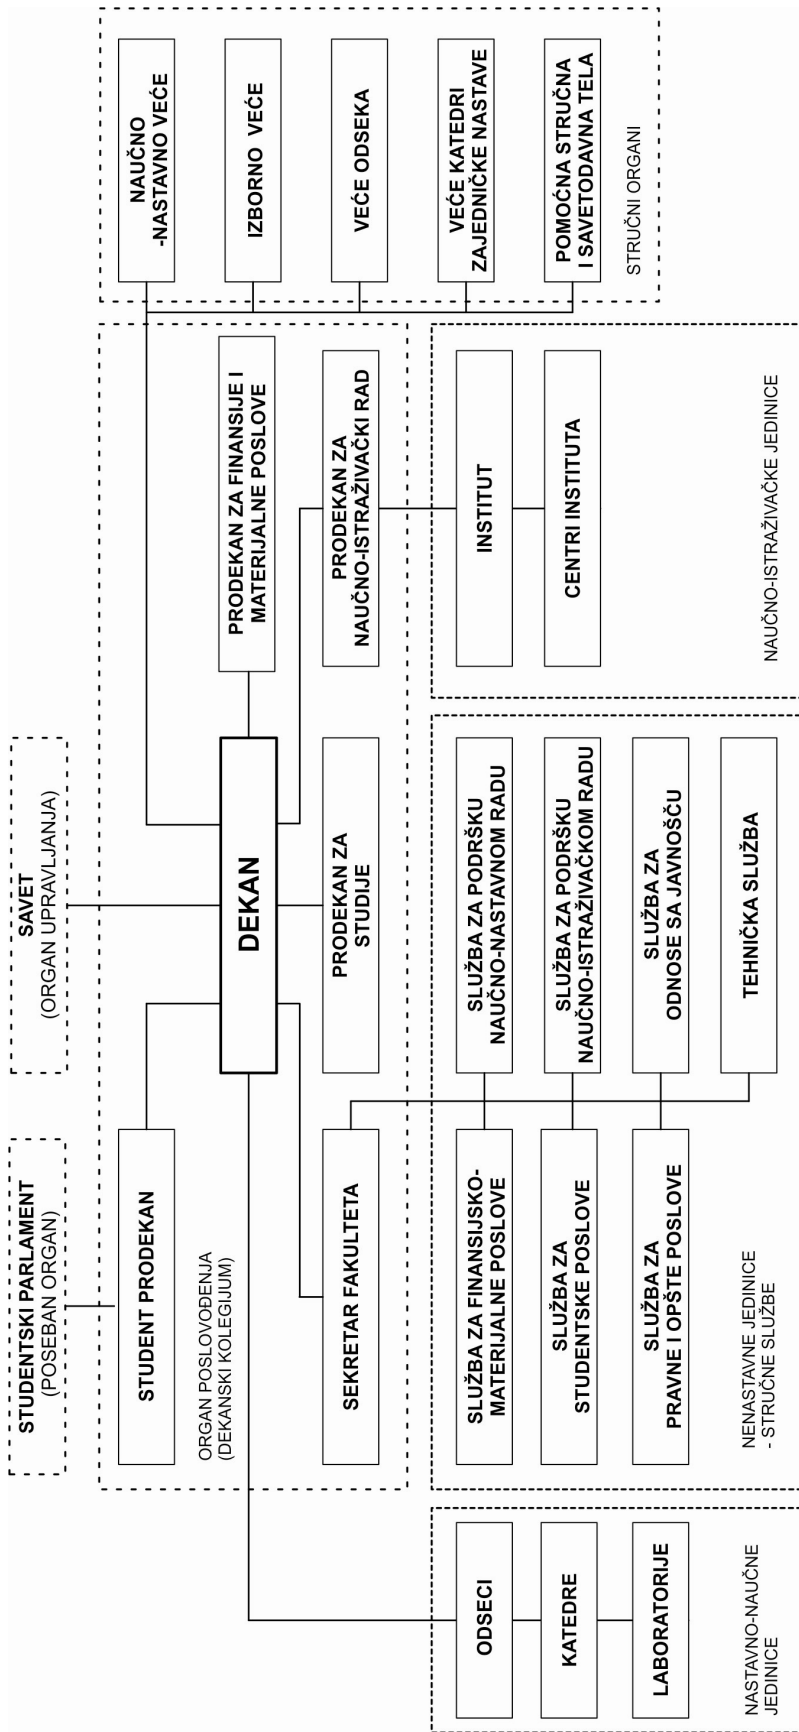 STUDENTSKI PARLAMENT
(POSEBAN ORGAN)
SAVET
(ORGAN UPRAVLJANJA)
STUDENT PRODEKAN
ORGAN POSLOVOĐENJA
(DEKANSKI KOLEGIJUM)
DEKAN
PRODEKAN ZA FINANSIJE I
MATERIJALNE POSLOVE
SEKRETAR FAKULTETA
PRODEKAN ZA
STUDIJE
PRODEKAN ZA
NAUČNO-ISTRAŽIVAČKI RAD
NAUČNO
-NASTAVNO VEĆE
IZBORNO VEĆE
VEĆE ODSEKA
VEĆE KATEDRI
ZAJEDNIČKE NASTAVE
POMOĆNA STRUČNA
I SAVETODAVNA TELA
STRUČNI ORGANI
ODSECI
KATEDRE
LABORATORIJE
NASTAVNO-NAUČNE
JEDINICE
SLUŽBA ZA FINANSIJSKO-
MATERIJALNE POSLOVE
SLUŽBA ZA
STUDENTSKE POSLOVE
SLUŽBA ZA
PRAVNE I OPŠTE POSLOVE
SLUŽBA ZA PODRŠKU
NAUČNO-NASTAVNOM RADU
SLUŽBA ZA PODRŠKU
NAUČNO-ISTRAŽIVAČKOM RADU
SLUŽBA ZA
ODNOSE SA JAVNOŠĆU
TEHNIČKA SLUŽBA
NENASTAVNE JEDINICE
- STRUČNE SLUŽBE
INSTITUT
CENTRI INSTITUTA
NAUČNO-ISTRAŽIVAČKE JEDINICE